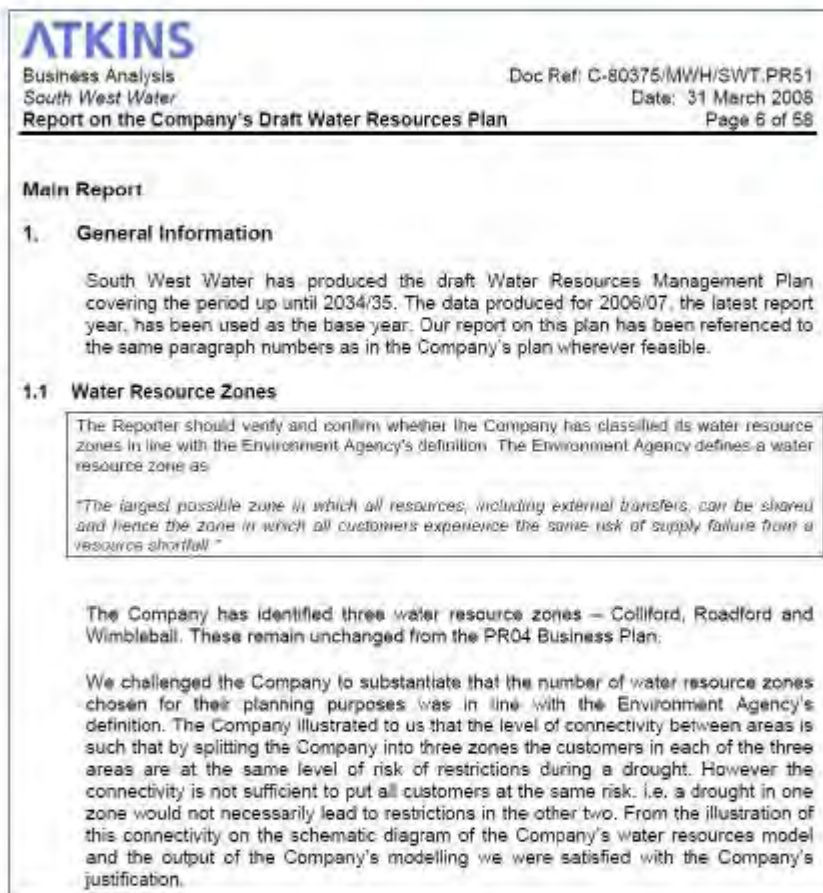 ATKINS
Business Analysis Doc Ref: C-80375/MWH/SWT.PR51
South West Water Date: 31 March 2008
Report on the Company's Draft Water Resources Plan Page 6 of 58
Main Report
1. General Information
South West Water has produced the draft Water Resources Management Plan
covering the period up until 2034/35. The data produced for 2006/07, the latest report
year, has been used as the base year. Our report on this plan has been referenced to
the same paragraph numbers as in the Company's plan wherever feasible.
1.1 Water Resource Zones
The Reporter should verify and confirm whether the Company has classified its water resource
zones in line with the Environment Agency's definition. The Environment Agency defines a water
resource zone as
"The largest possible zone in which all resources, including external transfers, can be shared
and hence the zone in which all customers experience the same risk of supply failure from a
resource shortfall."
The Company has identified three water resource zones – Colliford, Roadford and
Wimbleball. These remain unchanged from the PR04 Business Plan.
We challenged the Company to substantiate that the number of water resource zones
chosen for their planning purposes was in line with the Environment Agency's
definition. The Company illustrated to us that the level of connectivity between areas is
such that by splitting the Company into three zones the customers in each of the three
areas are at the same level of risk of restrictions during a drought. However the
connectivity is not sufficient to put all customers at the same risk. i.e. a drought in one
zone would not necessarily lead to restrictions in the other two. From the illustration of
this connectivity on the schematic diagram of the Company's water resources model
and the output of the Company's modelling we were satisfied with the Company's
justification.